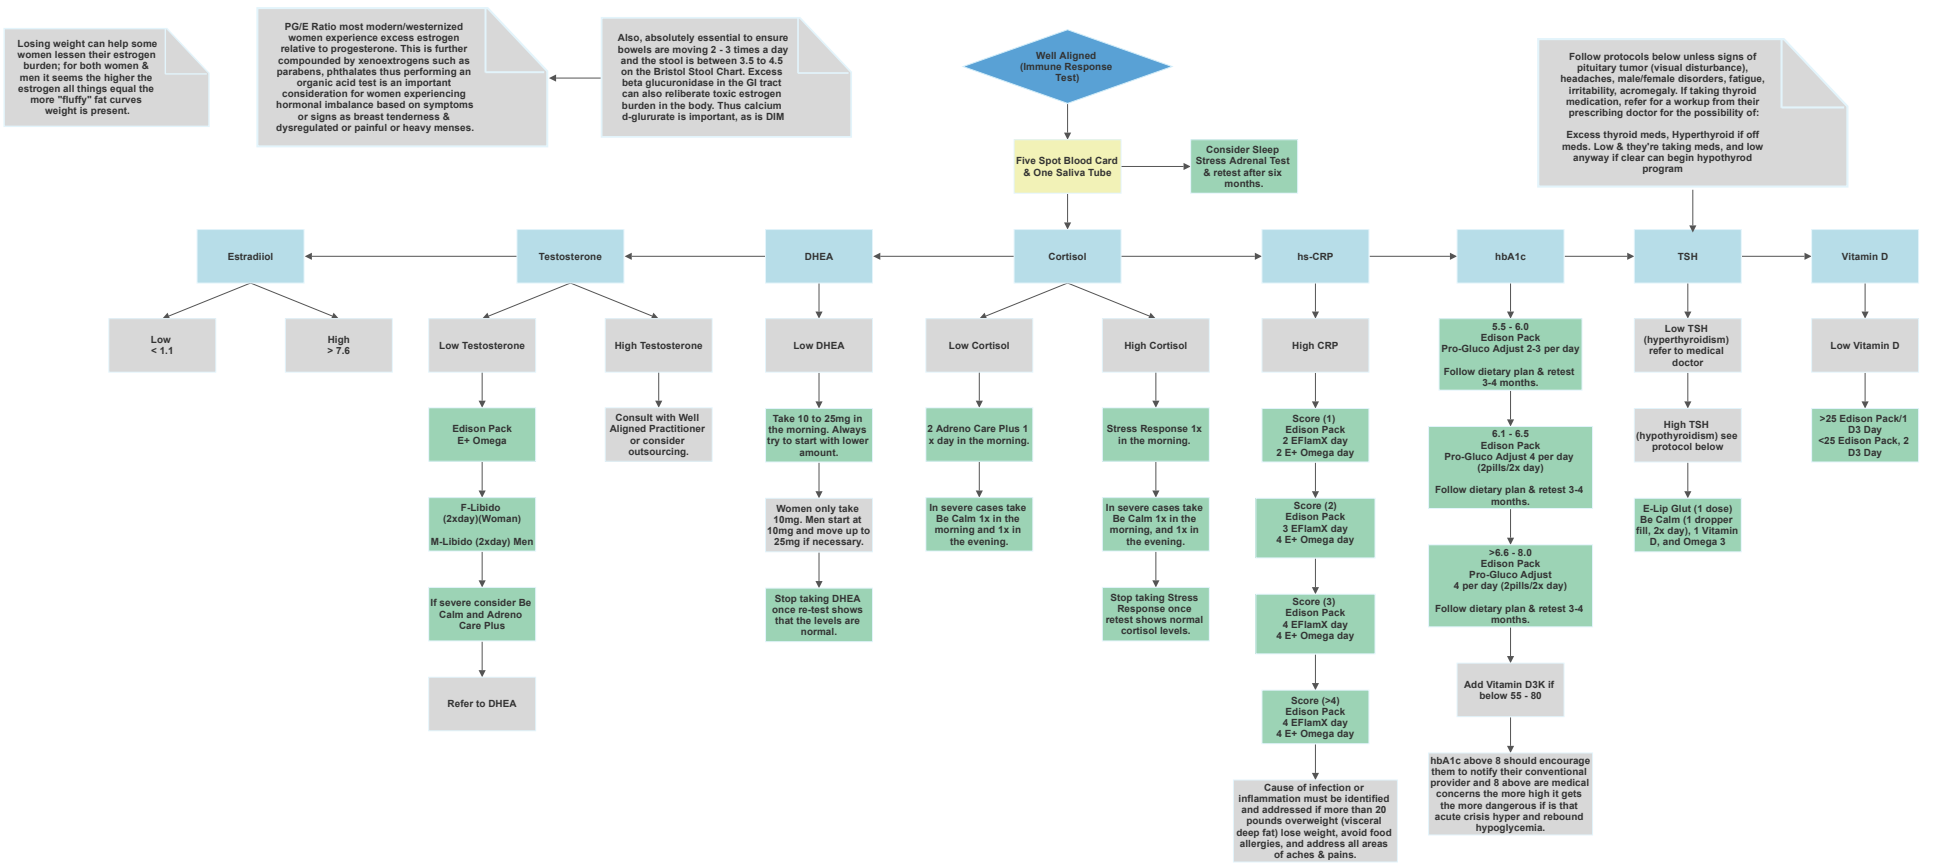 Losing weight can help some
women lessen their estrogen
burden; for both women &
men it seems the higher the
estrogen all things equal the
more "fluffy" fat curves
weight is present.
PG/E Ratio most modern/westernized
women experience excess estrogen
relative to progesterone. This is further
compounded by xenoextrogens such as
parabens, phthalates thus performing an
organic acid test is an important
consideration for women experiencing
hormonal imbalance based on symptoms
or signs as breast tenderness &
dysregulated or painful or heavy menses.
Also, absolutely essential to ensure
bowels are moving 2 - 3 times a day
and the stool is between 3.5 to 4.5
on the Bristol Stool Chart. Excess
beta glucuronidase in the GI tract
can also reliberate toxic estrogen
burden in the body. Thus calcium
d-glururate is important, as is DIM
Well Aligned
(Immune Response
Test)
Follow protocols below unless signs of
pituitary tumor (visual disturbance),
headaches, male/female disorders, fatigue,
irritability, acromegaly. If taking thyroid
medication, refer for a workup from their
prescribing doctor for the possibility of:
Excess thyroid meds, Hyperthyroid if off
meds. Low & they're taking meds, and low
anyway if clear can begin hypothyrod
program
Five Spot Blood Card
& One Saliva Tube
Consider Sleep
Stress Adrenal Test
& retest after six
months.
Estradiiol
Testosterone
DHEA
Cortisol
hs-CRP
hbA1c
TSH
Vitamin D
Low
< 1.1
High
> 7.6
Low Testosterone
High Testosterone
Low DHEA
Low Cortisol
High Cortisol
High CRP
5.5 - 6.0
Edison Pack
Pro-Gluco Adjust 2-3 per day
Follow dietary plan & retest
3-4 months.
Low TSH
(hyperthyroidism)
refer to medical
doctor
Low Vitamin D
Edison Pack
E+ Omega
Consult with Well
Aligned Practitioner
or consider
outsourcing.
Take 10 to 25mg in
the morning. Always
try to start with lower
amount.
2 Adreno Care Plus 1
x day in the morning.
Stress Response 1x
in the morning.
Score (1)
Edison Pack
2 EFlamX day
2 E+ Omega day
6.1 - 6.5
Edison Pack
Pro-Gluco Adjust 4 per day
(2pills/2x day)
Follow dietary plan & retest 3-4
months.
High TSH
(hypothyroidism) see
protocol below
>25 Edison Pack/1
D3 Day
<25 Edison Pack, 2
D3 Day
F-Libido
(2xday)(Woman)
M-Libido (2xday) Men
Women only take
10mg. Men start at
10mg and move up to
25mg if necessary.
In severe cases take
Be Calm 1x in the
morning and 1x in
the evening.
In severe cases take
Be Calm 1x in the
morning, and 1x in
the evening.
Score (2)
Edison Pack
3 EFlamX day
4 E+ Omega day
E-Lip Glut (1 dose)
Be Calm (1 dropper
fill, 2x day), 1 Vitamin
D, and Omega 3
>6.6 - 8.0
Edison Pack
Pro-Gluco Adjust
4 per day (2pills/2x day)
Follow dietary plan & retest 3-4
months.
If severe consider Be
Calm and Adreno
Care Plus
Stop taking DHEA
once re-test shows
that the levels are
normal.
Stop taking Stress
Response once
retest shows normal
cortisol levels.
Score (3)
Edison Pack
4 EFlamX day
4 E+ Omega day
Refer to DHEA
Score (>4)
Edison Pack
4 EFlamX day
4 E+ Omega day
Add Vitamin D3K if
below 55 - 80
Cause of infection or
inflammation must be identified
and addressed if more than 20
pounds overweight (visceral
deep fat) lose weight, avoid food
allergies, and address all areas
of aches & pains.
hbA1c above 8 should encourage
them to notify their conventional
provider and 8 above are medical
concerns the more high it gets
the more dangerous if is that
acute crisis hyper and rebound
hypoglycemia.